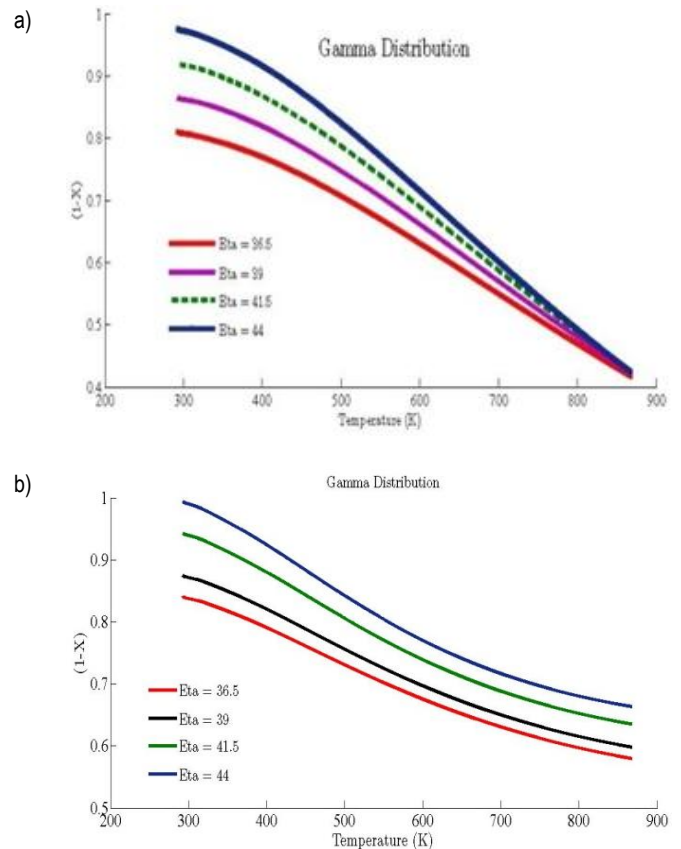 a)
Gamma Distribution
1
0.9
0.8
0.7
0.6
0.5
0.4
(1-X)
Eta = 36.5
Eta = 39
Eta = 41.5
Eta = 44
200 300 400 500 600 700 800 900
Temperature (K)
b)
Gamma Distribution
1
0.9
0.8
0.7
0.6
0.5
(1-X)
Eta = 36.5
Eta = 39
Eta = 41.5
Eta = 44
200 300 400 500 600 700 800 900
Temperature (K)